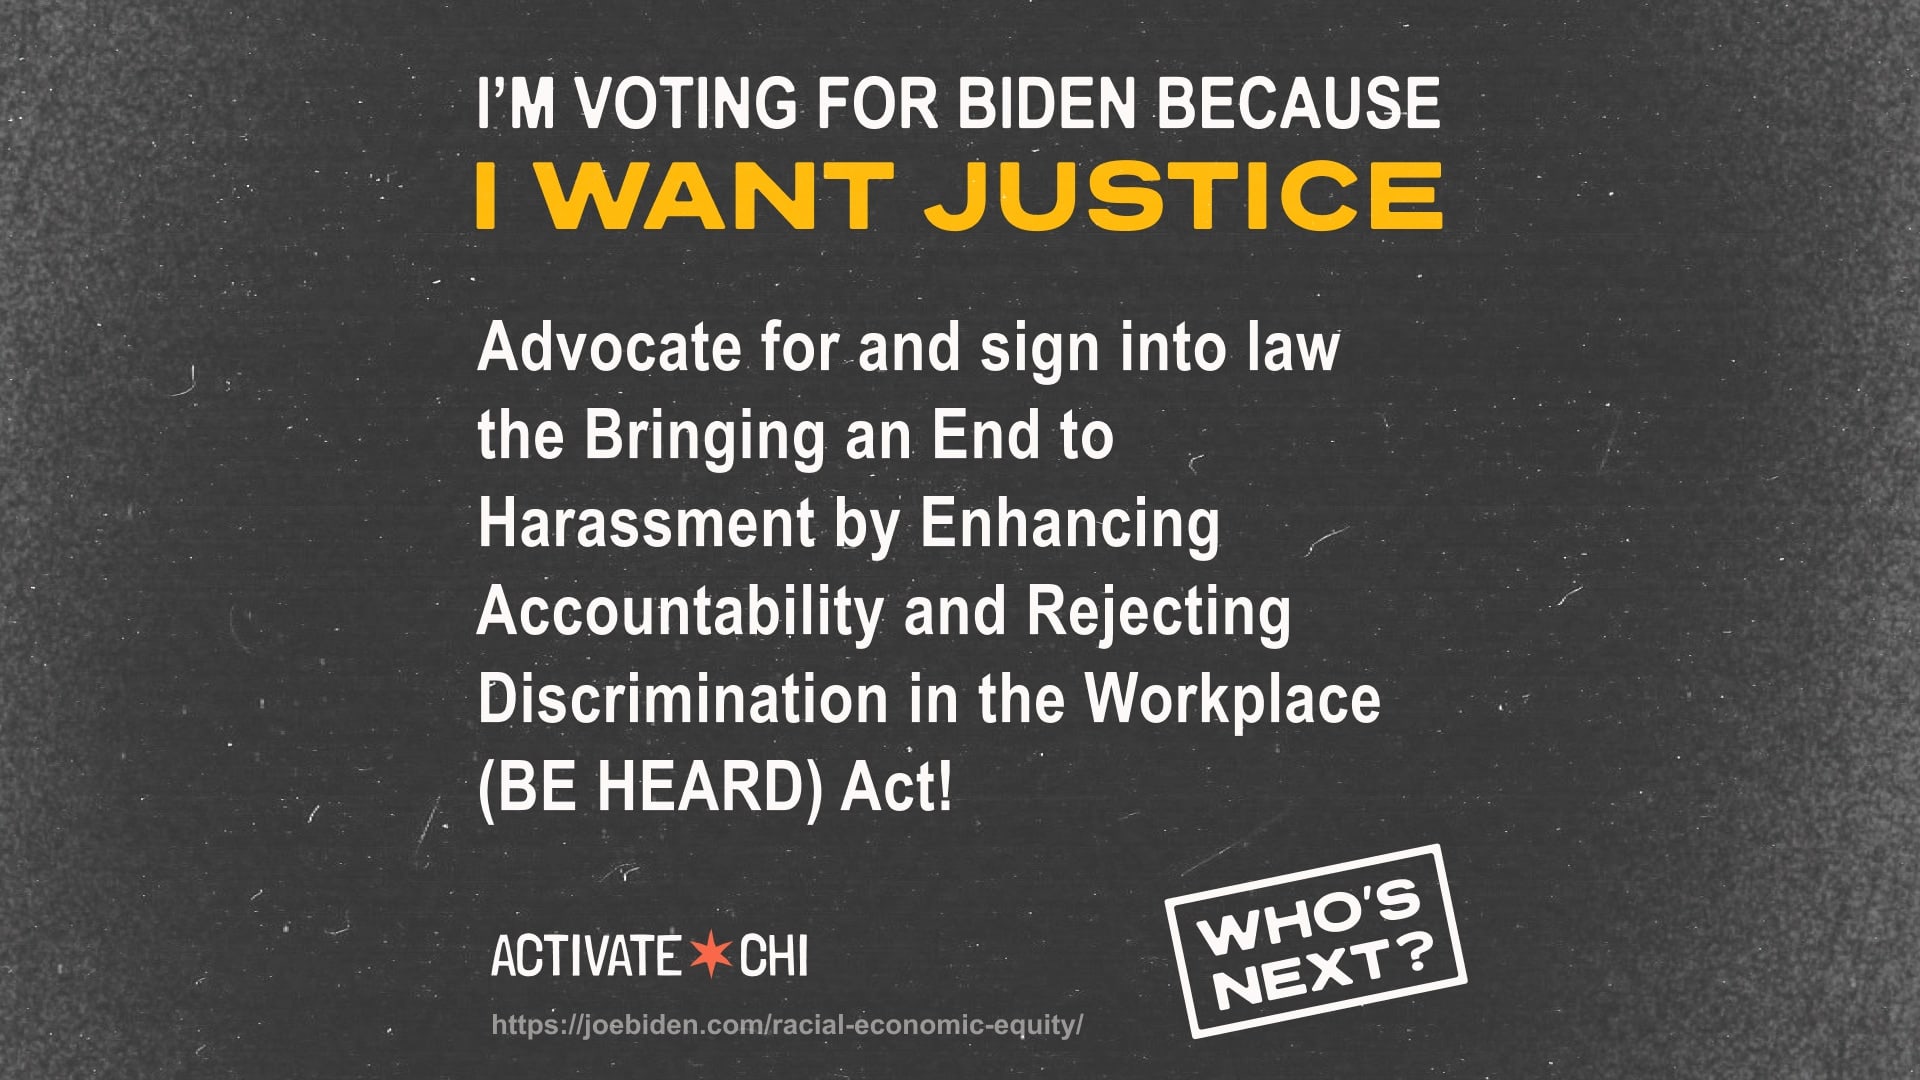 I'M VOTING FOR BIDEN BECAUSE
I WANT JUSTICE
Advocate for and sign into law
the Bringing an End to
Harassment by Enhancing
Accountability and Rejecting
Discrimination in the Workplace
(BE HEARD) Act!
ACTIVATE CHI
https://joebiden.com/racial-economic-equity/
WHO'S
NEXT?